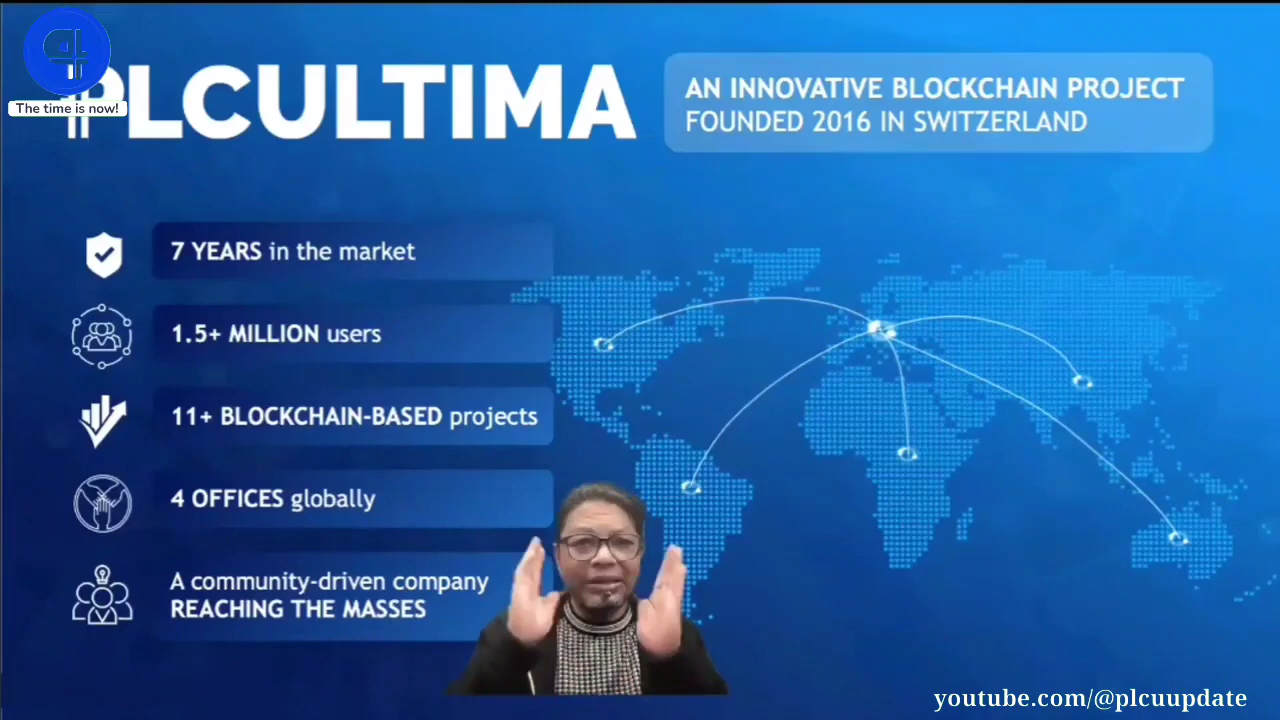 The time is now!
PLCULTIMA
AN INNOVATIVE BLOCKCHAIN PROJECT
FOUNDED 2016 IN SWITZERLAND
7 YEARS in the market
1.5+ MILLION users
11+ BLOCKCHAIN-BASED projects
4 OFFICES globally
A community-driven company
REACHING THE MASSES
youtube.com/@plcuupdate